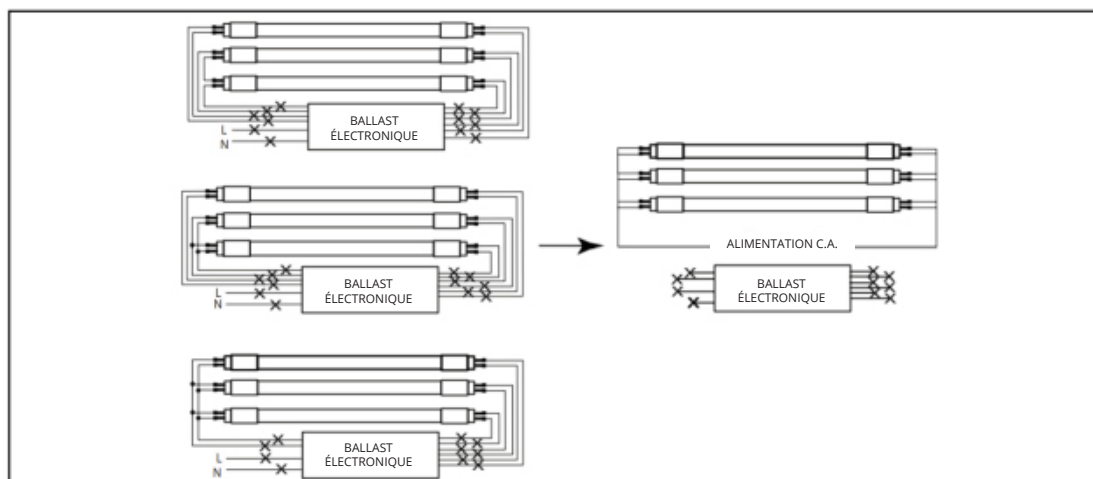 BALLAST
ÉLECTRONIQUE
L
N
ALIMENTATION C.A.
BALLAST
ÉLECTRONIQUE
L
N
BALLAST
ÉLECTRONIQUE
BALLAST
ÉLECTRONIQUE
L
N